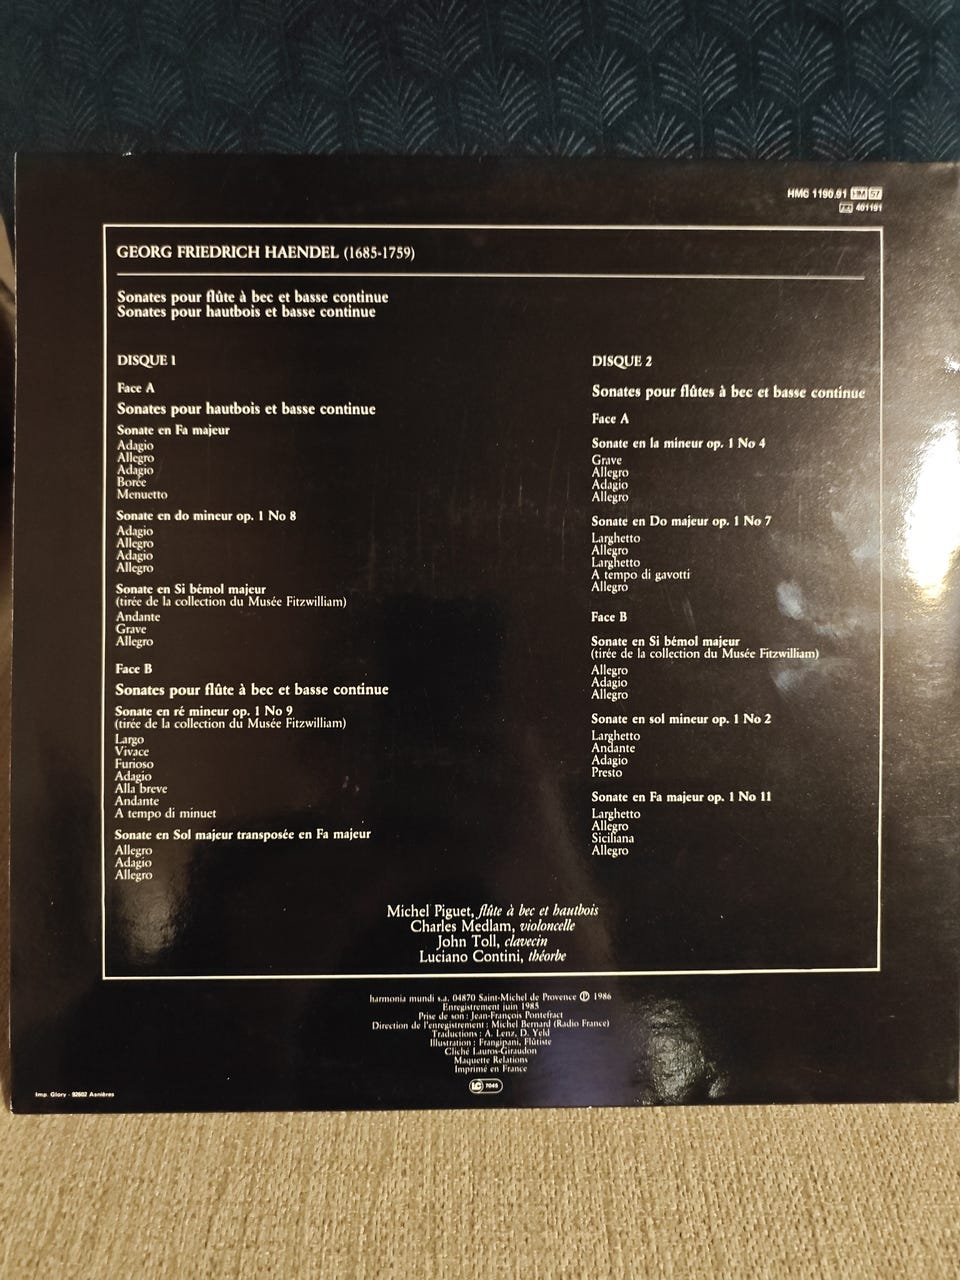 HMC 1190.91 HM 57
401191
GEORG FRIEDRICH HAENDEL (1685-1759)
Sonates pour flûte à bec et basse continue
Sonates pour hautbois et basse continue
DISQUE 1
Face A
Sonates pour hautbois et basse continue
Sonate en Fa majeur
Adagio
Allegro
Adagio
Borée
Menuetto
Sonate en do mineur op. 1 No 8
Adagio
Allegro
Adagio
Allegro
Sonate en Si bémol majeur
(tirée de la collection du Musée Fitzwilliam)
Andante
Grave
Allegro
Face B
Sonates pour flûte à bec et basse continue
Sonate en ré mineur op. 1 No 9
(tirée de la collection du Musée Fitzwilliam)
Largo
Vivace
Furioso
Adagio
Alla breve
Andante
A tempo di minuet
Sonate en Sol majeur transposée en Fa majeur
Allegro
Adagio
Allegro
DISQUE 2
Sonates pour flûtes à bec et basse continue
Face A
Sonate en la mineur op. 1 No 4
Grave
Allegro
Adagio
Allegro
Sonate en Do majeur op. 1 No 7
Larghetto
Allegro
Larghetto
A tempo di gavotti
Allegro
Face B
Sonate en Si bémol majeur
(tirée de la collection du Musée Fitzwilliam)
Allegro
Adagio
Allegro
Sonate en sol mineur op. 1 No 2
Larghetto
Andante
Adagio
Presto
Sonate en Fa majeur op. 1 No 11
Larghetto
Allegro
Siciliana
Allegro
Michel Piguet, flûte à bec et hautbois
Charles Medlam, violoncelle
John Toll, clavecin
Luciano Contini, théorbe
harmonia mundi s.a. 04870 Saint-Michel de Provence ℗ 1986
Enregistrement juin 1985
Prise de son : Jean-François Pontefract
Direction de l'enregistrement : Michel Bernard (Radio France)
Traductions : A. Lenz, D. Yeld
Illustration : Frangipani, Flûtiste
Cliché Lauros-Giraudon
Maquette Relations
Imprimé en France
LC 7045
Imp. Glory - 92602 Asnières